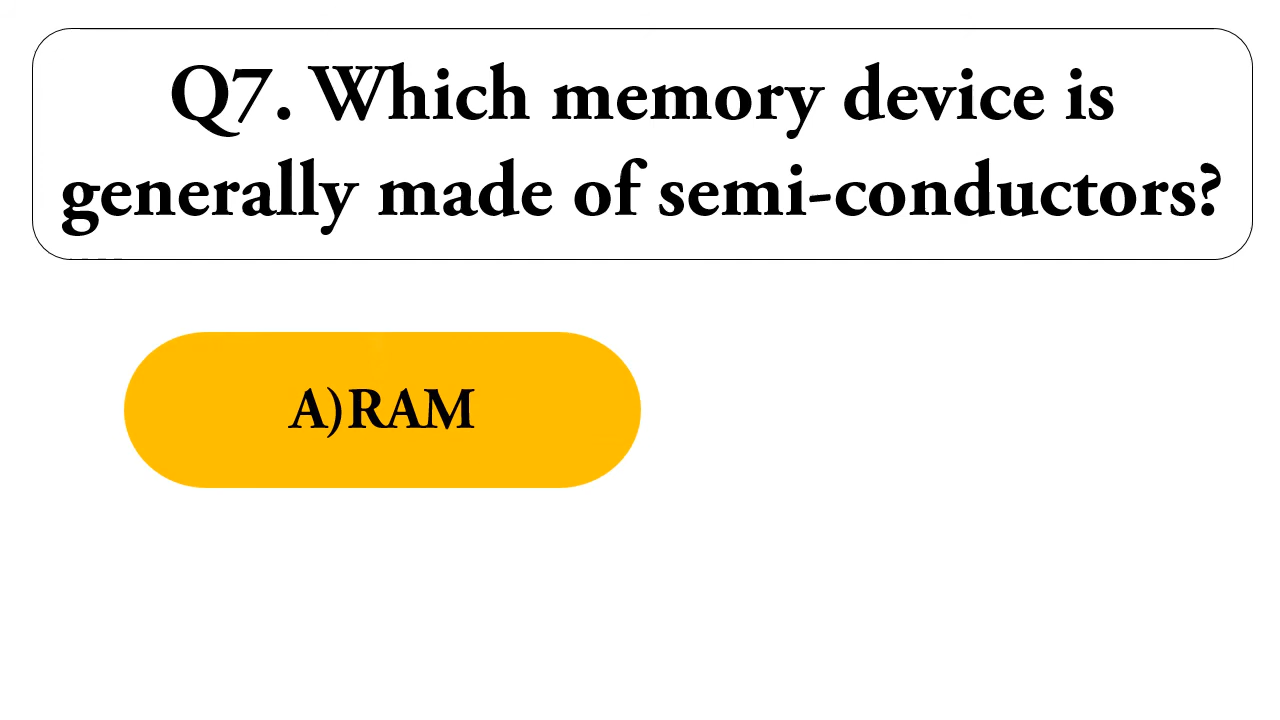 Q7. Which memory device is
generally made of semi-conductors?
A)RAM